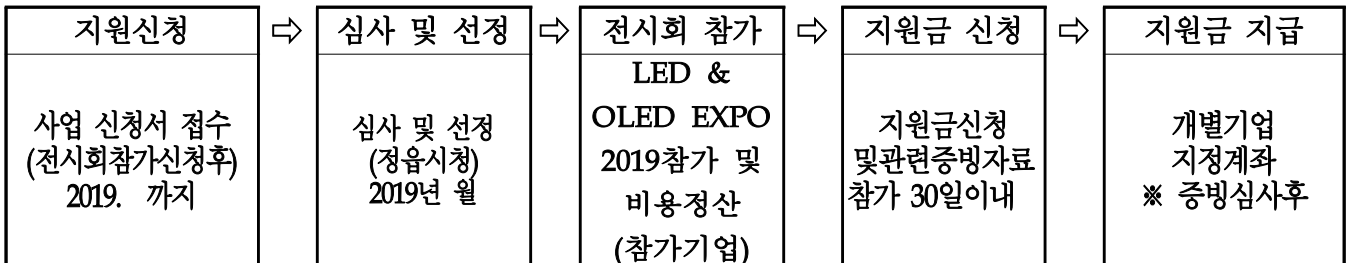 지원신청 ⇨ 심사 및 선정 ⇨ 전시회 참가 ⇨ 지원금 신청 ⇨ 지원금 지급
사업 신청서 접수
(전시회참가신청후)
2019. 까지
심사 및 선정
(정읍시청)
2019년 월
LED &
OLED EXPO
2019참가 및
비용정산
(참가기업)
지원금신청
및관련증빙자료
참가 30일이내
개별기업
지정계좌
※ 증빙심사후